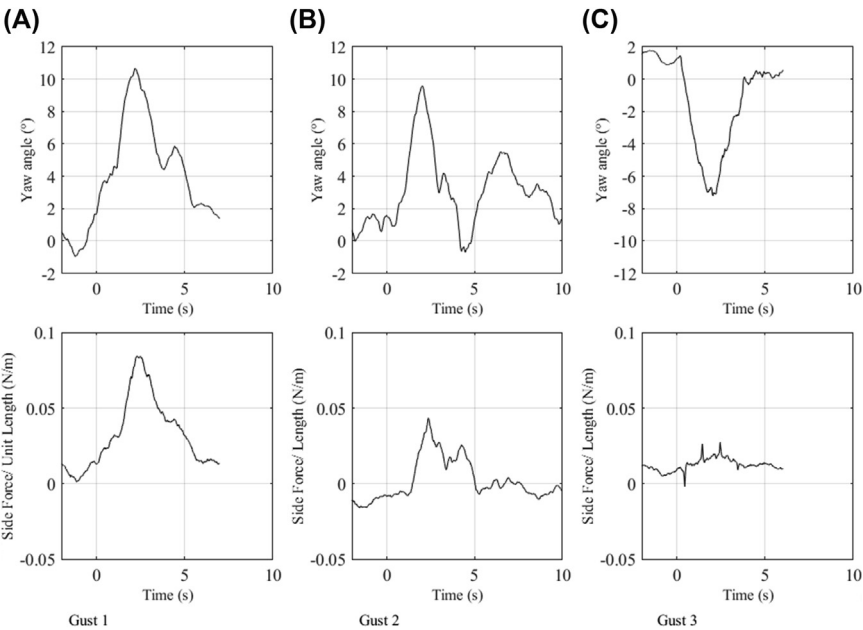 (A) (B) (C)
12 12 2
10 10 0
8 8 -2
6 6 -4
4 4 -6
2 2 -8
0 0 -10
-2 -2 -12
Yaw angle (°) Yaw angle (°) Yaw angle (°)
0 5 10 0 5 10 0 5 10
Time (s) Time (s) Time (s)
0.1 0.1 0.1
0.05 0.05 0.05
0 0 0
-0.05 -0.05 -0.05
Side Force/ Unit Length (N/m) Side Force/ Length (N/m) Side Force/ Length (N/m)
0 5 10 0 5 10 0 5 10
Time (s) Time (s) Time (s)
Gust 1 Gust 2 Gust 3